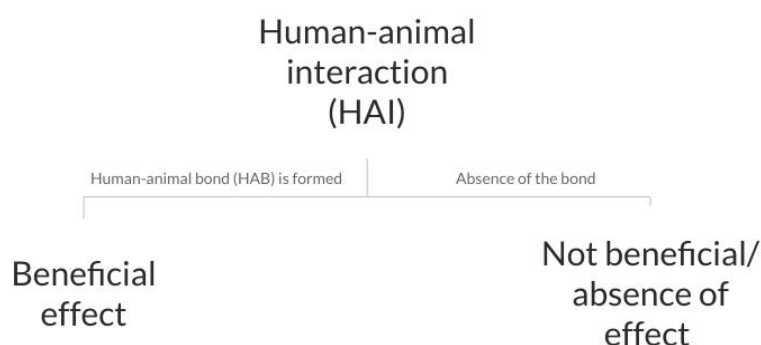 Human-animal
interaction
(HAI)
Human-animal bond (HAB) is formed
Absence of the bond
Beneficial
effect
Not beneficial/
absence of
effect